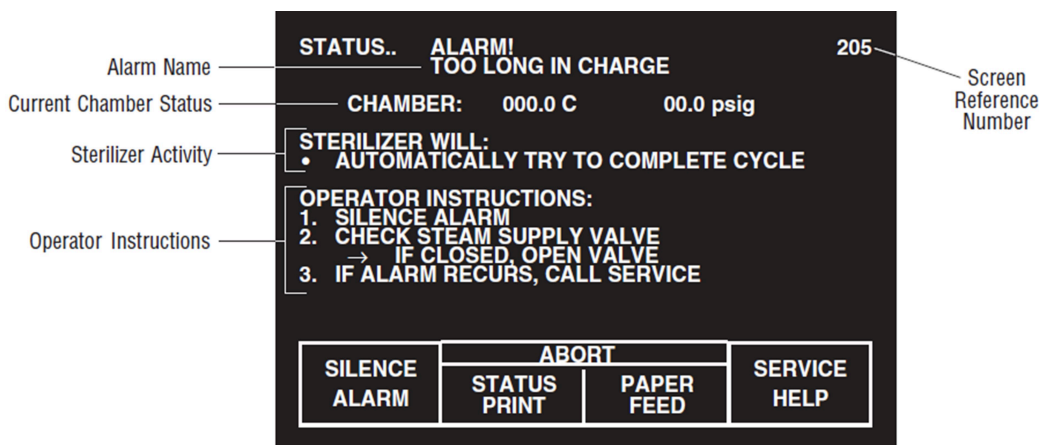 STATUS.. ALARM! 205
TOO LONG IN CHARGE
Alarm Name
Screen
Reference
Number
Current Chamber Status
CHAMBER: 000.0 C 00.0 psig
Sterilizer Activity
STERILIZER WILL:
• AUTOMATICALLY TRY TO COMPLETE CYCLE
Operator Instructions
OPERATOR INSTRUCTIONS:
1. SILENCE ALARM
2. CHECK STEAM SUPPLY VALVE
→ IF CLOSED, OPEN VALVE
3. IF ALARM RECURS, CALL SERVICE
SILENCE
ALARM
ABORT
STATUS
PRINT
PAPER
FEED
SERVICE
HELP